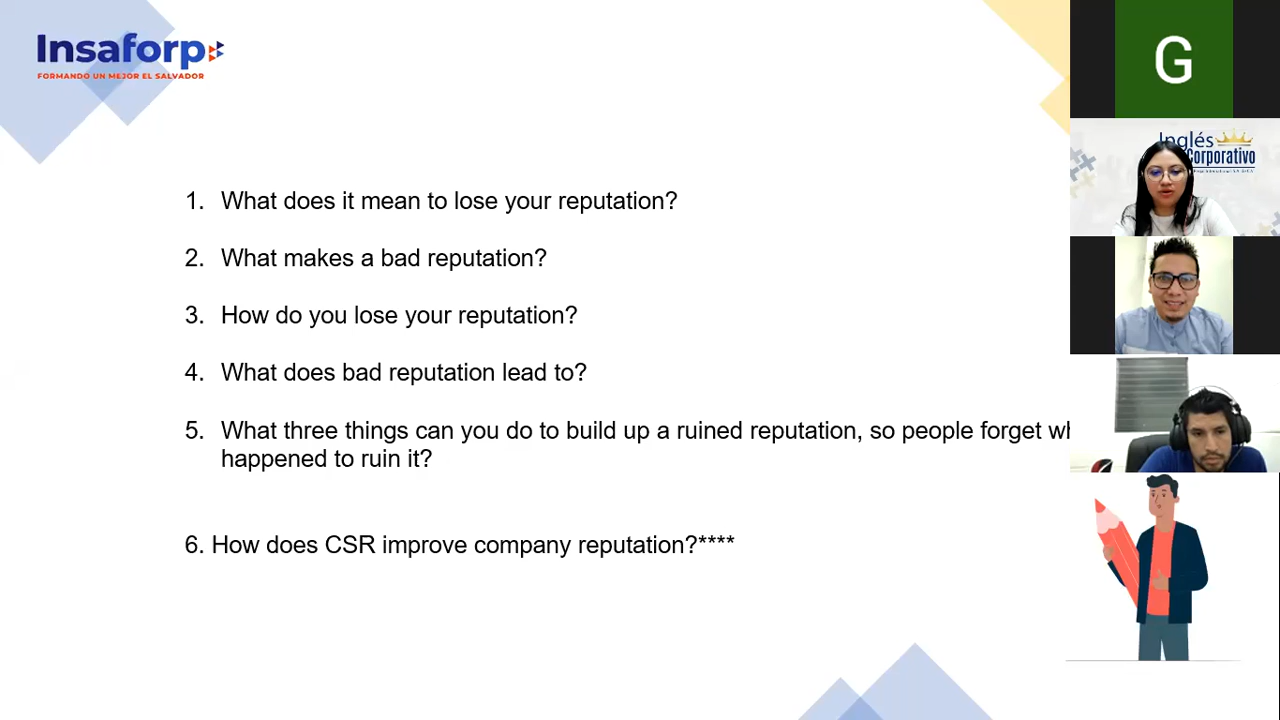 Insaforp
FORMANDO UN MEJOR EL SALVADOR
G
Inglés
Corporativo
1. What does it mean to lose your reputation?
2. What makes a bad reputation?
3. How do you lose your reputation?
4. What does bad reputation lead to?
5. What three things can you do to build up a ruined reputation, so people forget
happened to ruin it?
6. How does CSR improve company reputation?****